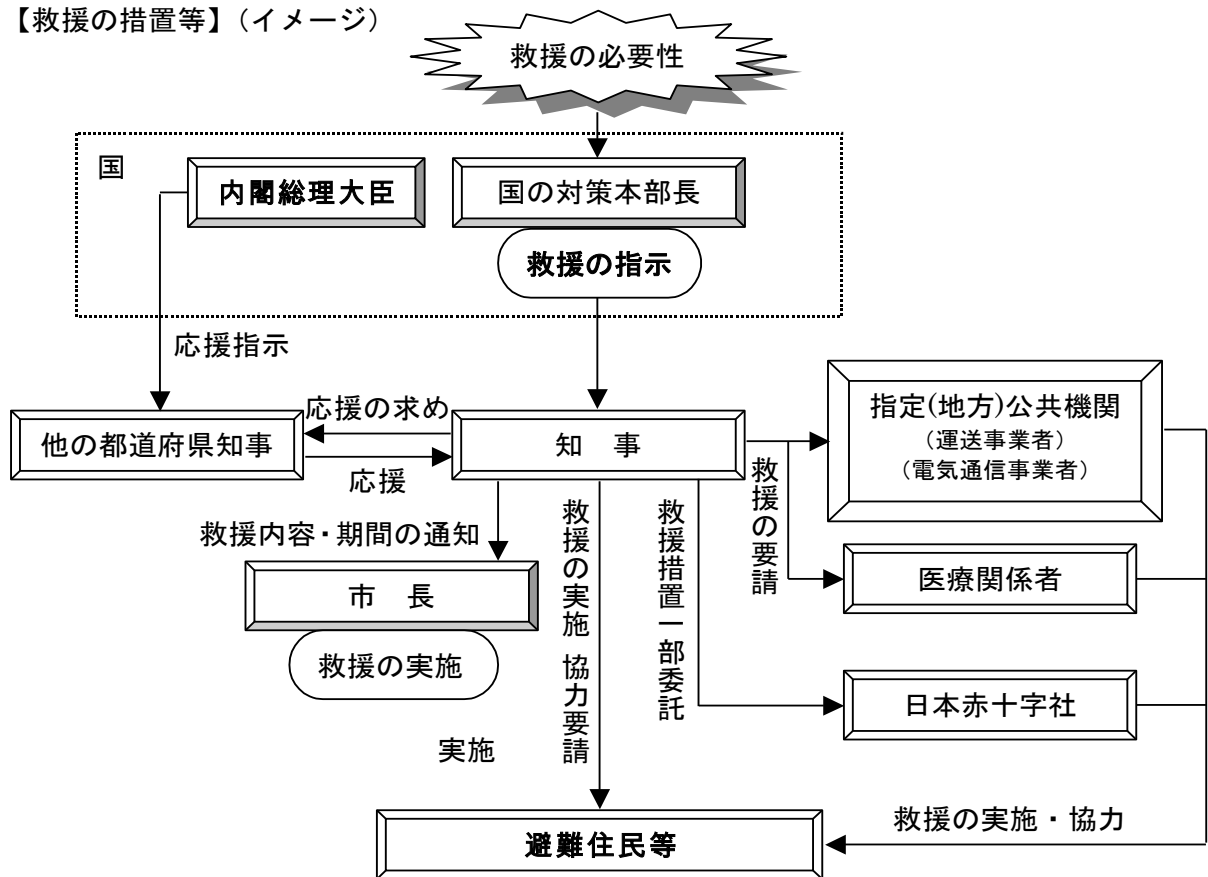 【救援の措置等】（イメージ）
救援の必要性
国
内閣総理大臣
国の対策本部長
救援の指示
応援指示
他の都道府県知事
応援の求め
応援
知　事
指定(地方)公共機関
（運送事業者）
（電気通信事業者）
救援の要請
救援内容・期間の通知
市　長
救援の実施
救援の実施　協力要請
救援措置一部委託
医療関係者
日本赤十字社
実施
救援の実施・協力
避難住民等